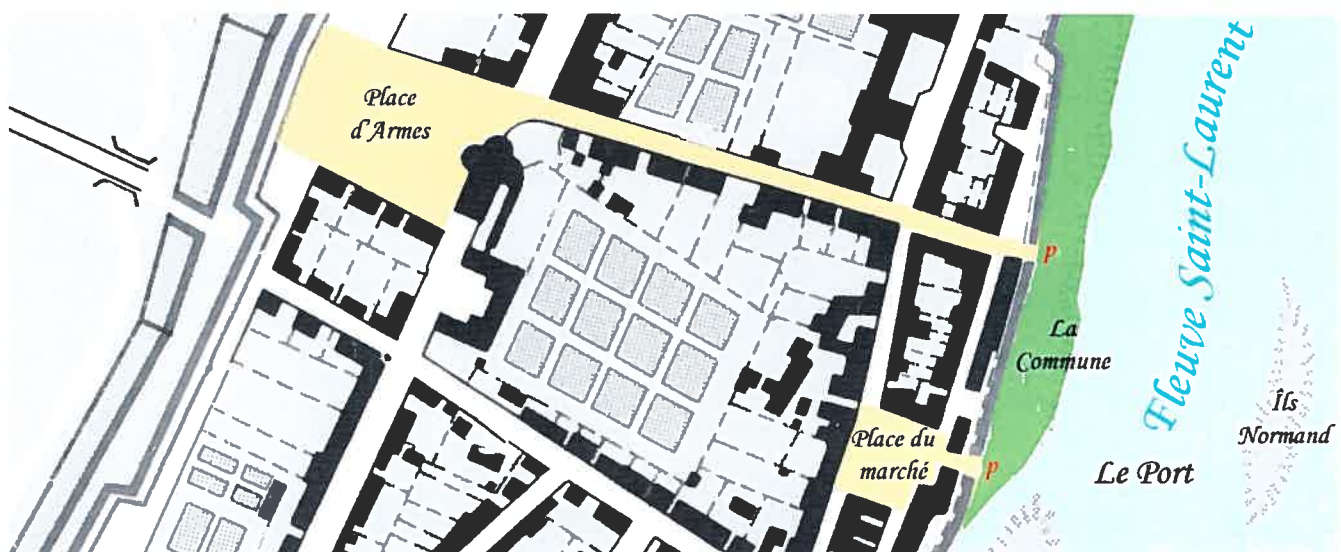 Place
d'Armes
Fleuve Saint-Laurent
p
La
Commune
Îls
Normand
Place du
marché
p
Le Port